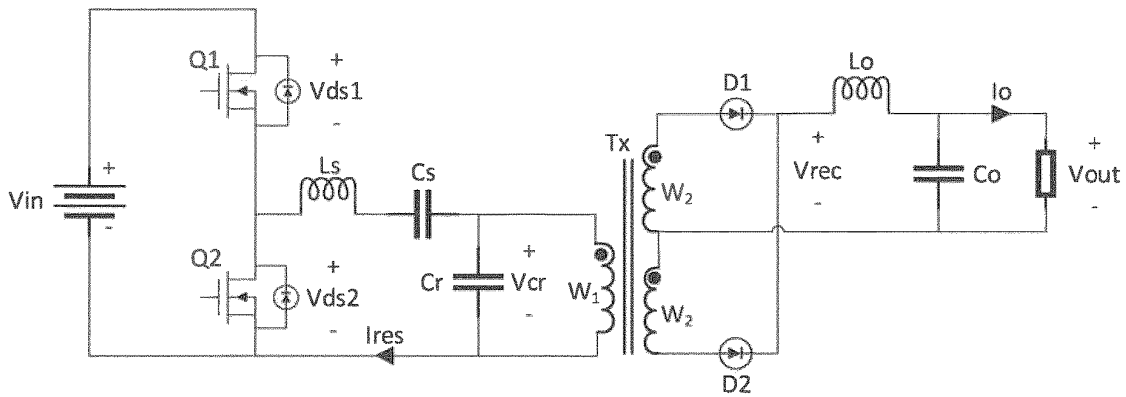 Q1
+
Vds1
-
Vin
+
-
Ls
Cs
Q2
+
Vds2
-
Cr
+
Vcr
-
Ires
W1
Tx
W2
W2
D1
D2
+
Vrec
-
Lo
Io
Co
+
Vout
-